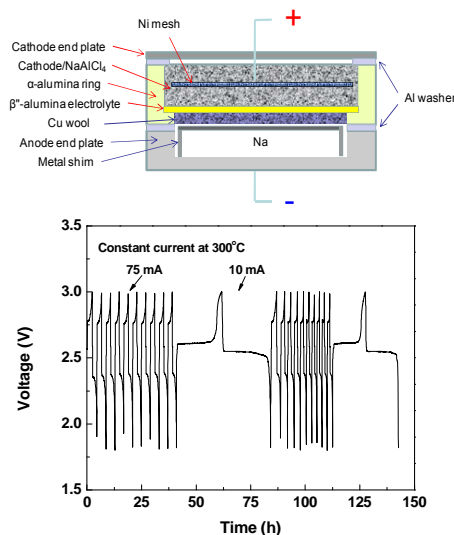 +
Ni mesh
Cathode end plate
Cathode/NaAlCl₄
α-alumina ring
β"-alumina electrolyte
Cu wool
Anode end plate
Metal shim
Al washer
Na
-
Constant current at 300°C
75 mA
10 mA
Voltage (V)
3.5
3.0
2.5
2.0
1.5
0 25 50 75 100 125 150
Time (h)